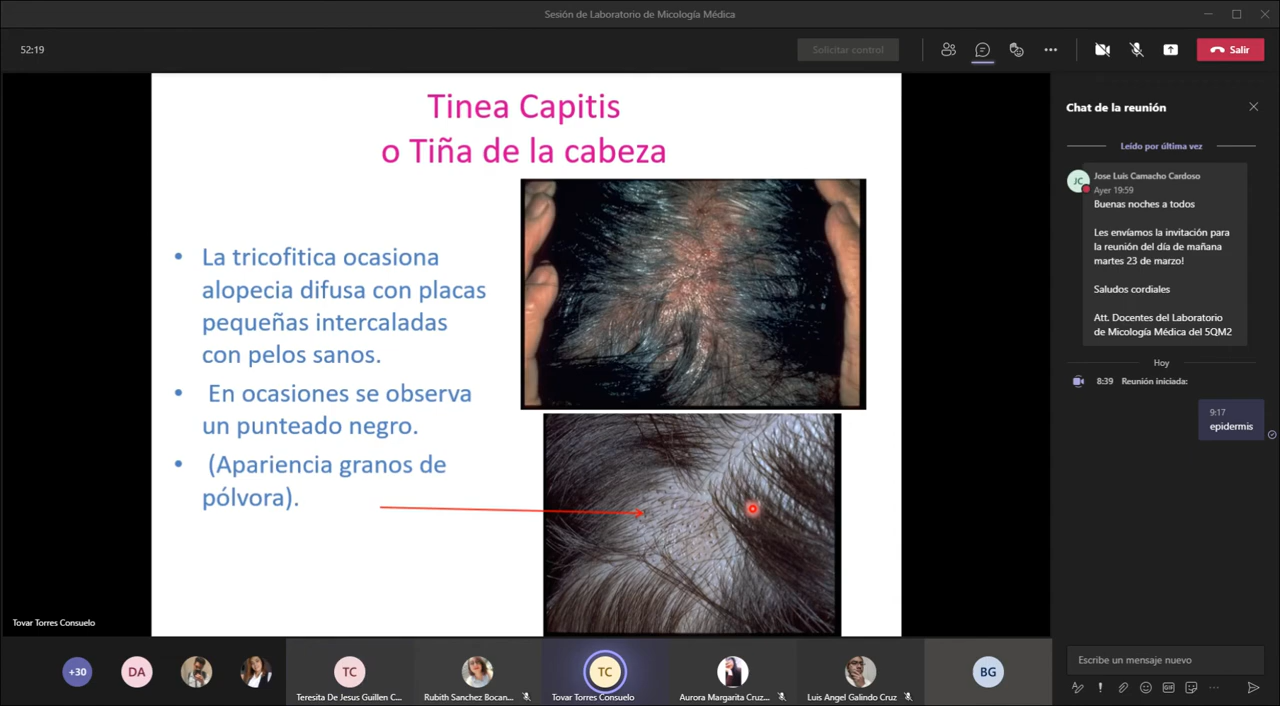 Sesión de Laboratorio de Micología Médica
52:19
Solicitar control
Salir
Tinea Capitis
o Tiña de la cabeza
• La tricofitica ocasiona
alopecia difusa con placas
pequeñas intercaladas
con pelos sanos.
• En ocasiones se observa
un punteado negro.
• (Apariencia granos de
pólvora).
Tovar Torres Consuelo
Chat de la reunión
Leído por última vez
JC
Jose Luis Camacho Cardoso
Ayer 19:59
Buenas noches a todos
Les envíamos la invitación para
la reunión del día de mañana
martes 23 de marzo!
Saludos cordiales
Att. Docentes del Laboratorio
de Micología Médica del 5QM2
Hoy
8:39 Reunión iniciada:
9:17
epidermis
+30
DA
TC
Teresita De Jesus Guillen C...
Rubith Sanchez Bocan...
TC
Tovar Torres Consuelo
Aurora Margarita Cruz...
Luis Angel Galindo Cruz
BG
Escribe un mensaje nuevo
GIF